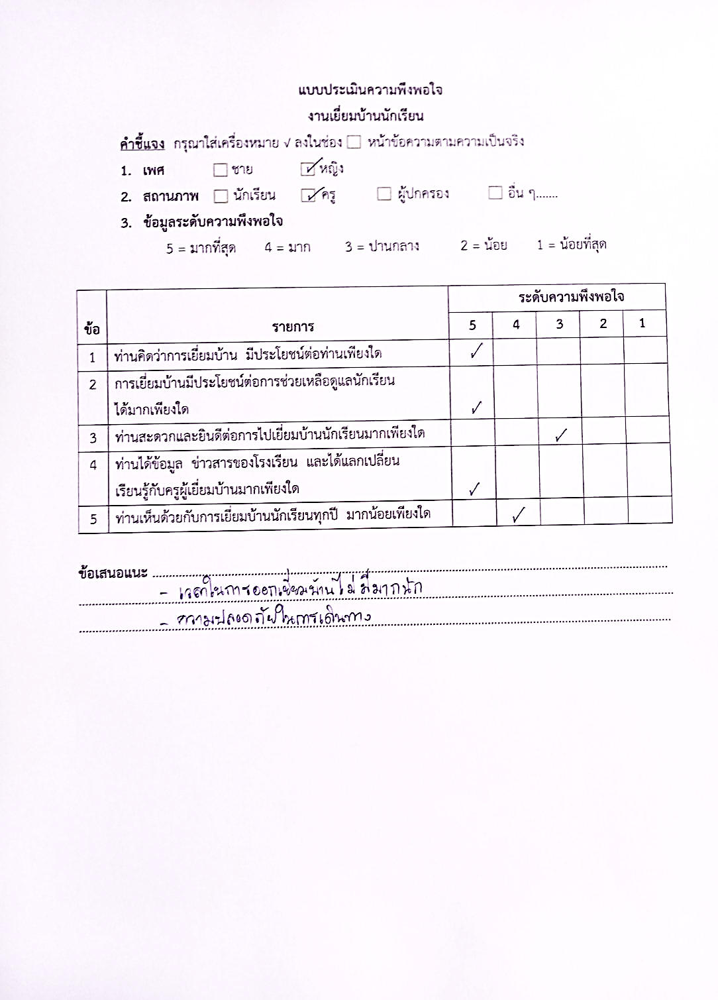 แบบประเมินความพึงพอใจ
งานเยี่ยมบ้านนักเรียน
คำชี้แจง กรุณาใส่เครื่องหมาย √ ลงในช่อง ☐ หน้าข้อความตามความเป็นจริง
1. เพศ ☐ ชาย ☑ หญิง
2. สถานภาพ ☐ นักเรียน ☑ ครู ☐ ผู้ปกครอง ☐ อื่น ๆ.......
3. ข้อมูลระดับความพึงพอใจ
5 = มากที่สุด 4 = มาก 3 = ปานกลาง 2 = น้อย 1 = น้อยที่สุด
ระดับความพึงพอใจ
ข้อ รายการ 5 4 3 2 1
1 ท่านคิดว่าการเยี่ยมบ้าน มีประโยชน์ต่อท่านเพียงใด ✓
2 การเยี่ยมบ้านมีประโยชน์ต่อการช่วยเหลือดูแลนักเรียน
ได้มากเพียงใด ✓
3 ท่านสะดวกและยินดีต่อการไปเยี่ยมบ้านนักเรียนมากเพียงใด ✓
4 ท่านได้ข้อมูล ข่าวสารของโรงเรียน และได้แลกเปลี่ยน
เรียนรู้กับครูผู้เยี่ยมบ้านมากเพียงใด ✓
5 ท่านเห็นด้วยกับการเยี่ยมบ้านนักเรียนทุกปี มากน้อยเพียงใด ✓
ข้อเสนอแนะ
- เวลาในการออกเยี่ยมบ้านไม่มีมากนัก
- ความปลอดภัยในการเดินทาง